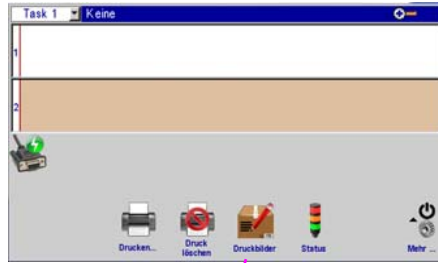 Task 1 Keine
1
2
Drucken...
Druck
löschen
Druckbilder
Status
Mehr ...